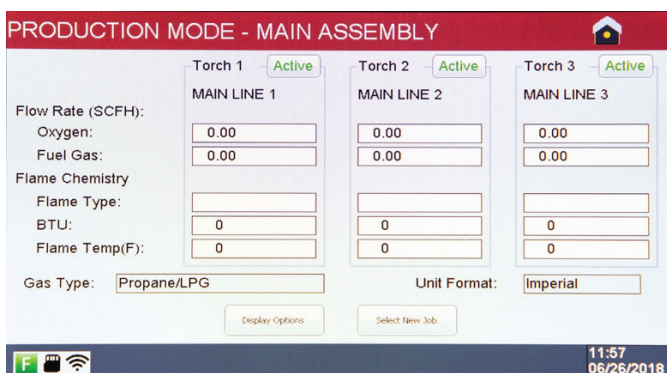 PRODUCTION MODE - MAIN ASSEMBLY
Torch 1 Active Torch 2 Active Torch 3 Active
MAIN LINE 1 MAIN LINE 2 MAIN LINE 3
Flow Rate (SCFH):
Oxygen: 0.00 0.00 0.00
Fuel Gas: 0.00 0.00 0.00
Flame Chemistry
Flame Type:
BTU: 0 0 0
Flame Temp(F): 0 0 0
Gas Type: Propane/LPG Unit Format: Imperial
Display Options Select New Job
F 11:57
06/26/2018